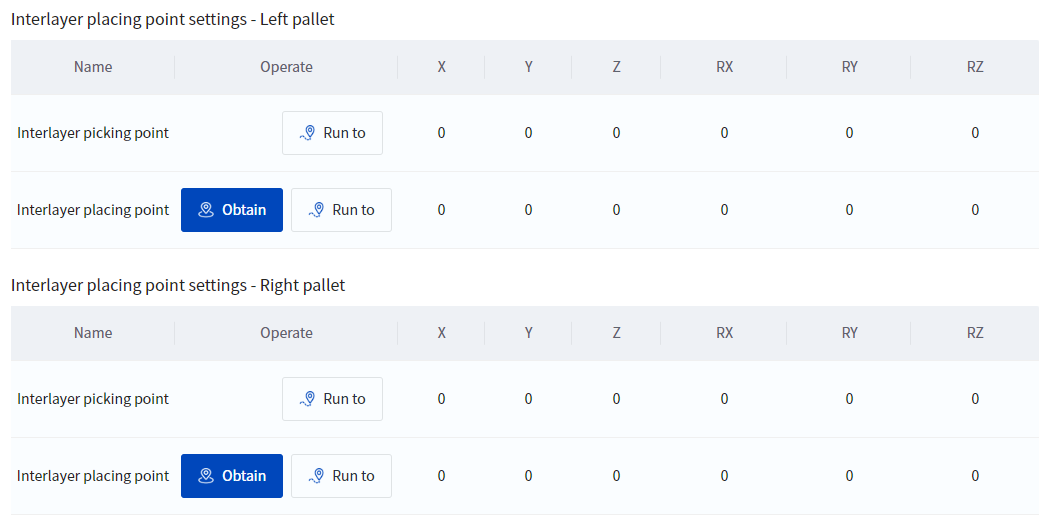 Interlayer placing point settings - Left pallet
Name Operate X Y Z RX RY RZ
Interlayer picking point Run to 0 0 0 0 0 0
Interlayer placing point Obtain Run to 0 0 0 0 0 0
Interlayer placing point settings - Right pallet
Name Operate X Y Z RX RY RZ
Interlayer picking point Run to 0 0 0 0 0 0
Interlayer placing point Obtain Run to 0 0 0 0 0 0